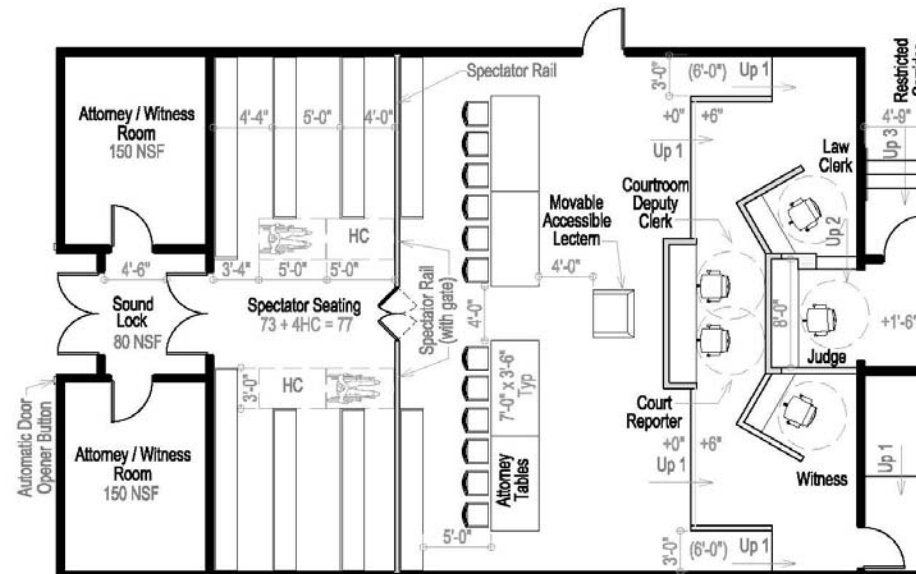 Spectator Rail
3'-0"
(6'-0")
Up 1
Restricted
4'-9"
Attorney / Witness
Room
150 NSF
4'-4"
5'-0"
4'-0"
+0"
+6"
Up 1
Up 3
Law
Clerk
Courtroom
Deputy
Clerk
Movable
Accessible
Lectern
HC
Up 2
4'-6"
3'-4"
5'-0"
5'-0"
4'-0"
Sound
Lock
80 NSF
Spectator Seating
73 + 4HC = 77
Spectator Rail
(with gate)
4'-0"
8'-0"
+1'-6"
Judge
3'-0"
HC
7'-0" x 3'-6"
Typ
Court
Reporter
Automatic Door
Opener Button
Attorney / Witness
Room
150 NSF
Attorney
Tables
+0"
+6"
Up 1
Witness
Up 1
5'-0"
3'-0"
(6'-0")
Up 1